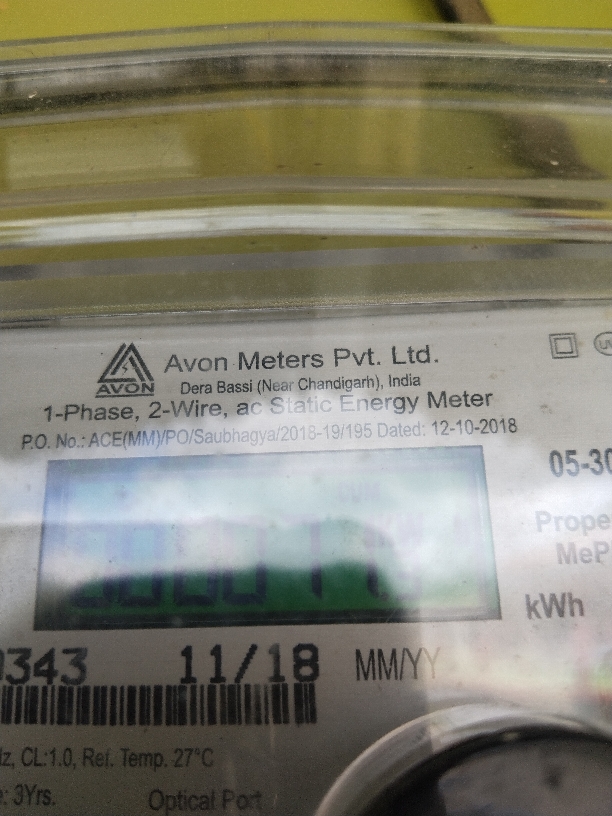 Avon Meters Pvt. Ltd.
AVON
Dera Bassi (Near Chandigarh), India
1-Phase, 2-Wire, ac Static Energy Meter
P.O. No.: ACE(MM)/PO/Saubhagya/2018-19/195 Dated: 12-10-2018
05-30
Prope
MeP
kWh
343 11/18 MM/YY
z, CL:1.0, Ref. Temp. 27°C
: 3Yrs. Optical Port